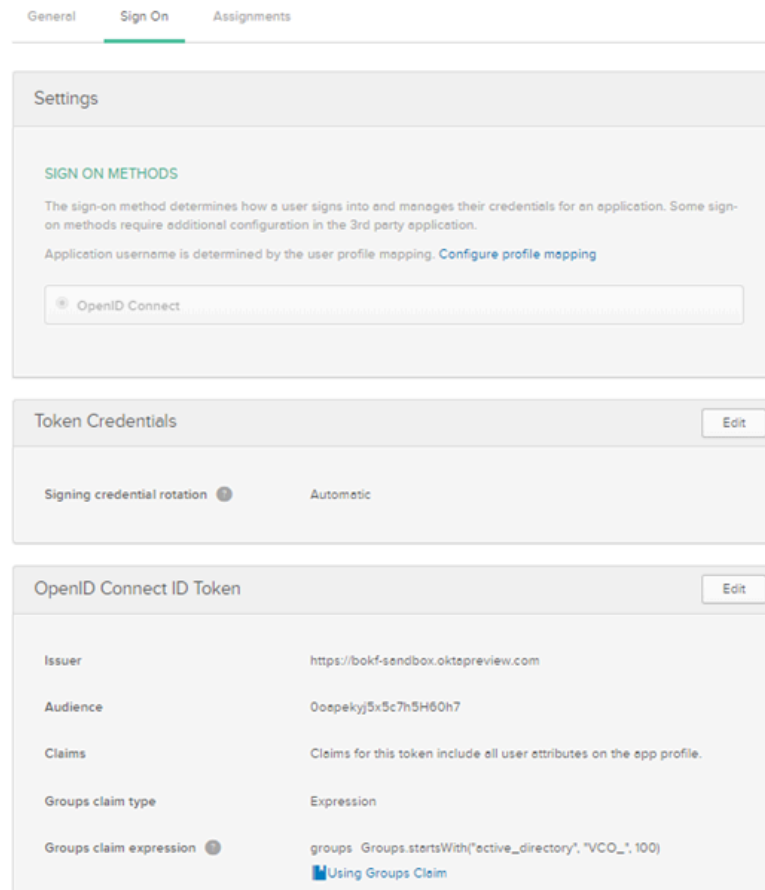 General Sign On Assignments
Settings
SIGN ON METHODS
The sign-on method determines how a user signs into and manages their credentials for an application. Some sign-
on methods require additional configuration in the 3rd party application.
Application username is determined by the user profile mapping. Configure profile mapping
OpenID Connect
Token Credentials Edit
Signing credential rotation ? Automatic
OpenID Connect ID Token Edit
Issuer https://bokf-sandbox.oktapreview.com
Audience 0oapekyj5x5c7h5H60h7
Claims Claims for this token include all user attributes on the app profile.
Groups claim type Expression
Groups claim expression ? groups Groups.startsWith("active_directory", "VCO_", 100)
Using Groups Claim